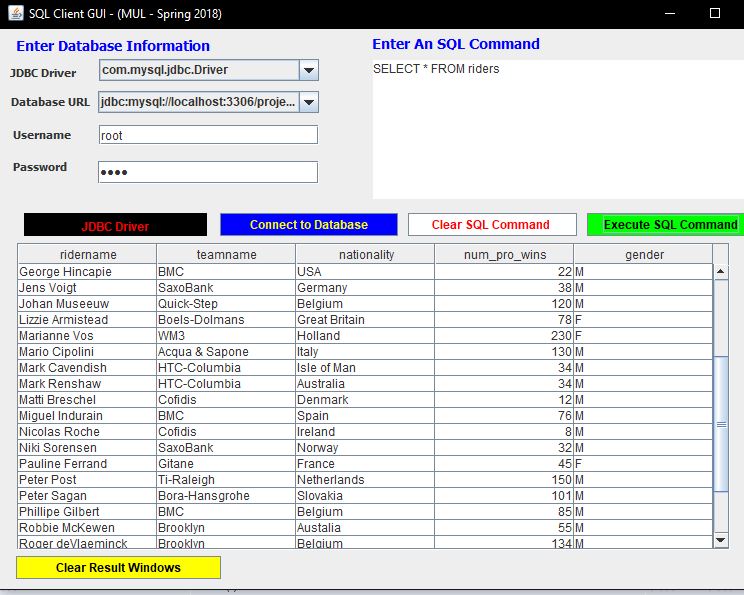 SQL Client GUI - (MUL - Spring 2018)
Enter Database Information
Enter An SQL Command
JDBC Driver com.mysql.jdbc.Driver
SELECT * FROM riders
Database URL jdbc:mysql://localhost:3306/proje...
Username root
Password ••••
JDBC Driver Connect to Database Clear SQL Command Execute SQL Command
ridername teamname nationality num_pro_wins gender
George Hincapie BMC USA 22 M
Jens Voigt SaxoBank Germany 38 M
Johan Museeuw Quick-Step Belgium 120 M
Lizzie Armistead Boels-Dolmans Great Britain 78 F
Marianne Vos WM3 Holland 230 F
Mario Cipolini Acqua & Sapone Italy 130 M
Mark Cavendish HTC-Columbia Isle of Man 34 M
Mark Renshaw HTC-Columbia Australia 34 M
Matti Breschel Cofidis Denmark 12 M
Miguel Indurain BMC Spain 76 M
Nicolas Roche Cofidis Ireland 8 M
Niki Sorensen SaxoBank Norway 32 M
Pauline Ferrand Gitane France 45 F
Peter Post Ti-Raleigh Netherlands 150 M
Peter Sagan Bora-Hansgrohe Slovakia 101 M
Phillipe Gilbert BMC Belgium 85 M
Robbie McKewen Brooklyn Austalia 55 M
Roger deVlaeminck Brooklyn Belgium 134 M
Clear Result Windows